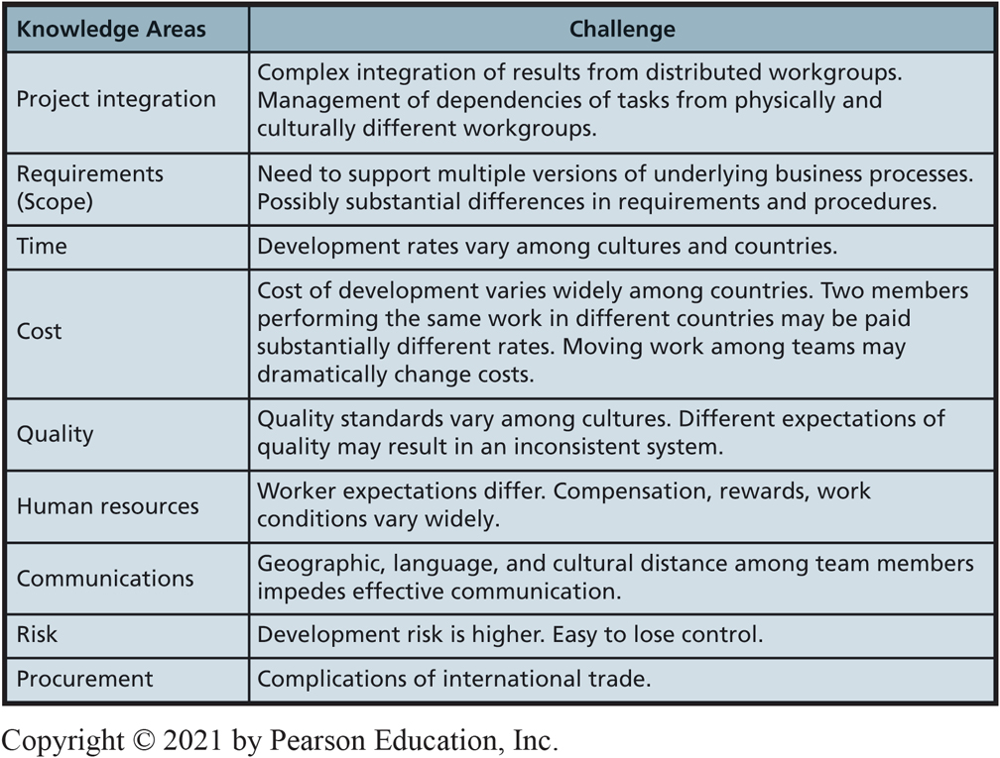 Knowledge Areas
Challenge
Project integration
Complex integration of results from distributed workgroups.
Management of dependencies of tasks from physically and
culturally different workgroups.
Requirements
(Scope)
Need to support multiple versions of underlying business processes.
Possibly substantial differences in requirements and procedures.
Time
Development rates vary among cultures and countries.
Cost
Cost of development varies widely among countries. Two members
performing the same work in different countries may be paid
substantially different rates. Moving work among teams may
dramatically change costs.
Quality
Quality standards vary among cultures. Different expectations of
quality may result in an inconsistent system.
Human resources
Worker expectations differ. Compensation, rewards, work
conditions vary widely.
Communications
Geographic, language, and cultural distance among team members
impedes effective communication.
Risk
Development risk is higher. Easy to lose control.
Procurement
Complications of international trade.
Copyright © 2021 by Pearson Education, Inc.